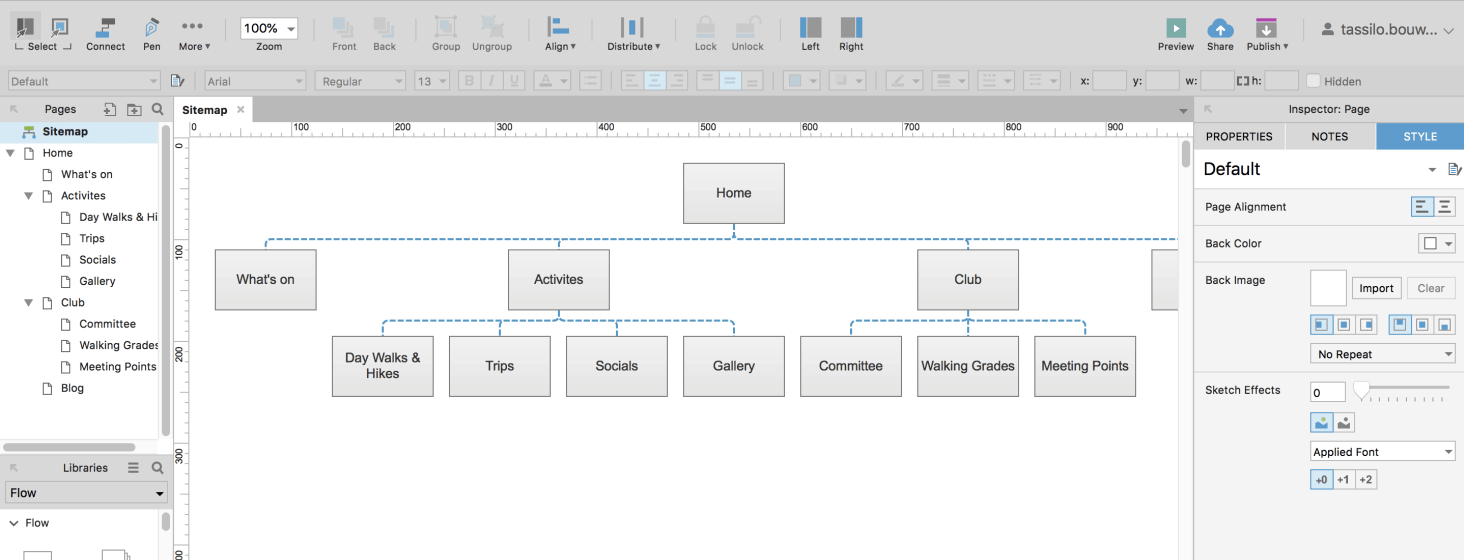 100%
Select
Connect
Pen
More
Zoom
Front
Back
Group
Ungroup
Align
Distribute
Lock
Unlock
Left
Right
Preview
Share
Publish
tassilo.bouw...
Default
Arial
Regular
13
B
I
U
A
x:
y:
w:
h:
Hidden
Pages
Sitemap
Home
What's on
Activites
Day Walks & Hi
Trips
Socials
Gallery
Club
Committee
Walking Grades
Meeting Points
Blog
Libraries
Flow
Flow
Sitemap
0
100
200
300
400
500
600
700
800
900
0
100
200
300
Home
What's on
Activites
Club
Day Walks &
Hikes
Trips
Socials
Gallery
Committee
Walking Grades
Meeting Points
Inspector: Page
PROPERTIES
NOTES
STYLE
Default
Page Alignment
Back Color
Back Image
Import
Clear
No Repeat
Sketch Effects
0
Applied Font
+0
+1
+2